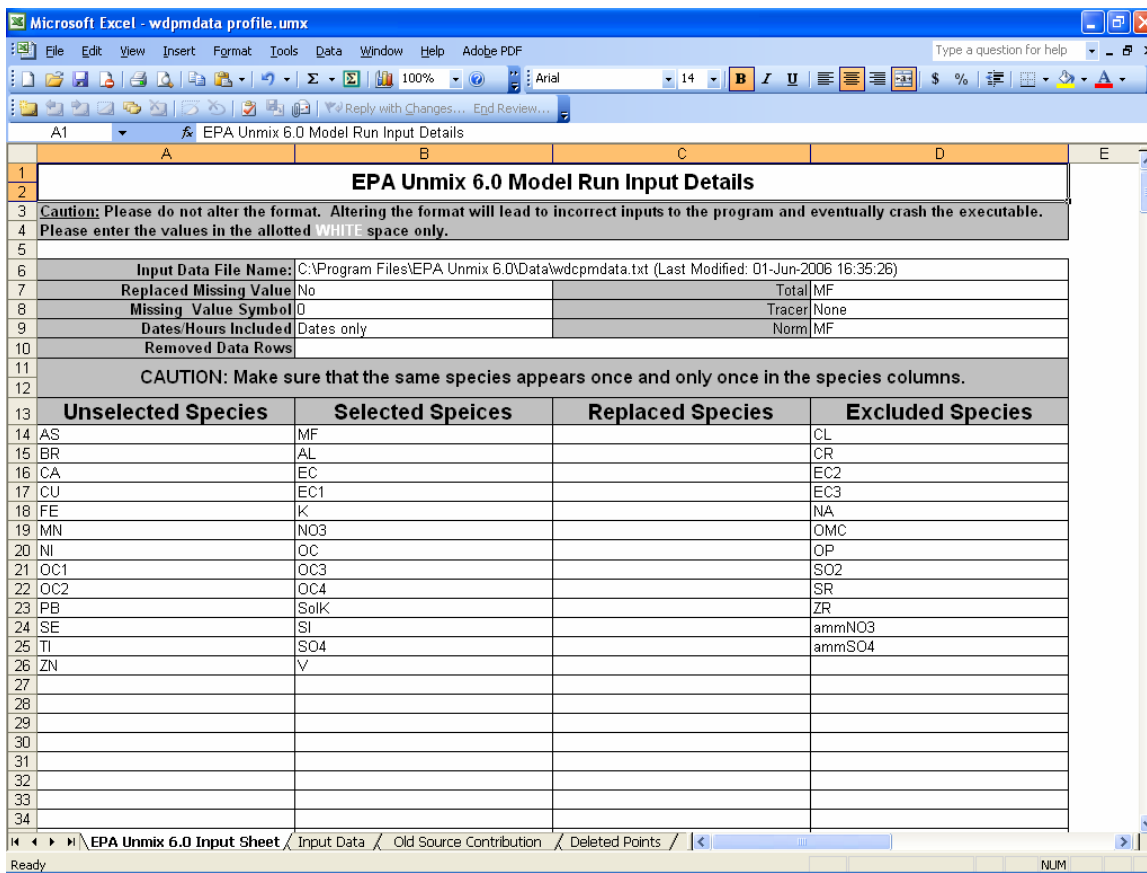 Microsoft Excel - wdpmdata profile.umx
File Edit View Insert Format Tools Data Window Help Adobe PDF Type a question for help
100% Arial 14 B I U $ %
Reply with Changes... End Review...
A1 fx EPA Unmix 6.0 Model Run Input Details
A B C D E
1
2
EPA Unmix 6.0 Model Run Input Details
3 Caution: Please do not alter the format. Altering the format will lead to incorrect inputs to the program and eventually crash the executable.
4 Please enter the values in the allotted WHITE space only.
5
6 Input Data File Name: C:\Program Files\EPA Unmix 6.0\Data\wdcpmdata.txt (Last Modified: 01-Jun-2006 16:35:26)
7 Replaced Missing Value No Total MF
8 Missing Value Symbol 0 Tracer None
9 Dates/Hours Included Dates only Norm MF
10 Removed Data Rows
11
12
CAUTION: Make sure that the same species appears once and only once in the species columns.
13 Unselected Species Selected Speices Replaced Species Excluded Species
14 AS MF CL
15 BR AL CR
16 CA EC EC2
17 CU EC1 EC3
18 FE K NA
19 MN NO3 OMC
20 NI OC OP
21 OC1 OC3 SO2
22 OC2 OC4 SR
23 PB SolK ZR
24 SE SI ammNO3
25 TI SO4 ammSO4
26 ZN V
27
28
29
30
31
32
33
34
EPA Unmix 6.0 Input Sheet Input Data Old Source Contribution Deleted Points
Ready NUM